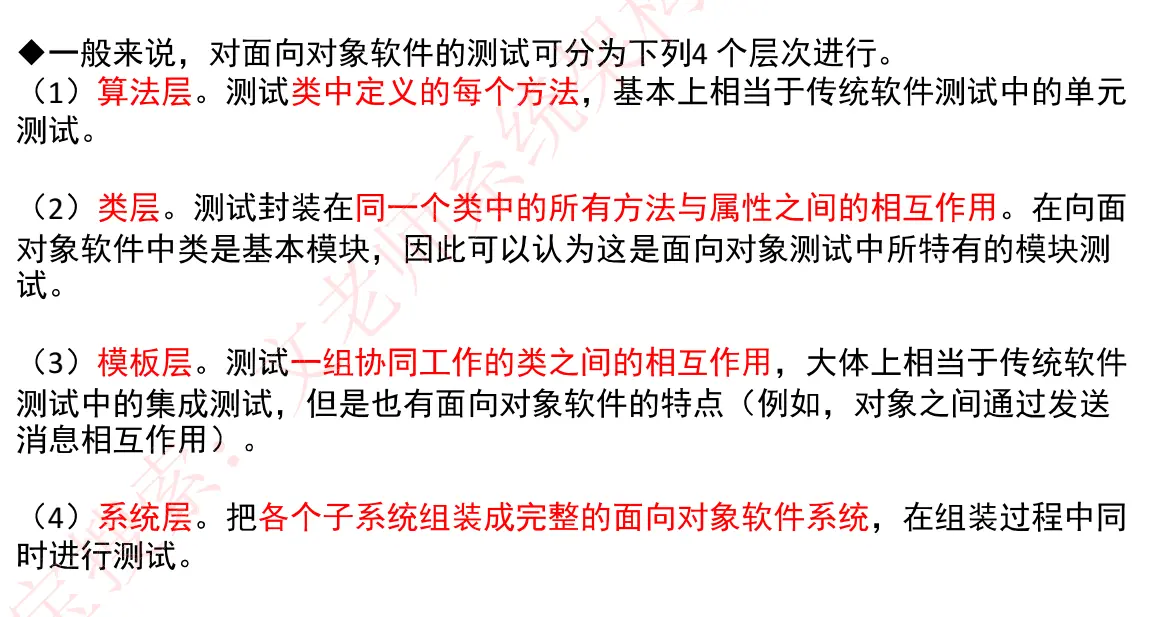 ◆一般来说，对面向对象软件的测试可分为下列4 个层次进行。
（1）算法层。测试类中定义的每个方法，基本上相当于传统软件测试中的单元
测试。
（2）类层。测试封装在同一个类中的所有方法与属性之间的相互作用。在向面
对象软件中类是基本模块，因此可以认为这是面向对象测试中所特有的模块测
试。
（3）模板层。测试一组协同工作的类之间的相互作用，大体上相当于传统软件
测试中的集成测试，但是也有面向对象软件的特点（例如，对象之间通过发送
消息相互作用）。
（4）系统层。把各个子系统组装成完整的面向对象软件系统，在组装过程中同
时进行测试。
宝搜索：文老师系统架构